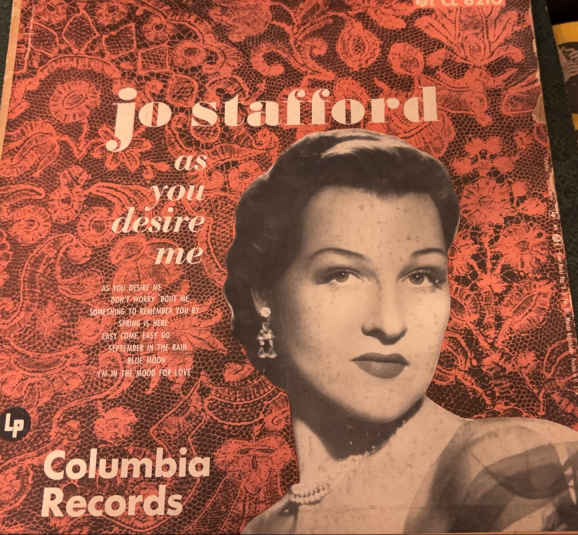 jo stafford
as
you
desire
me
AS YOU DESIRE ME
DON'T WORRY 'BOUT ME
SOMETHING TO REMEMBER YOU BY
SPRING IS HERE
EASY COME, EASY GO
SEPTEMBER IN THE RAIN
BLUE MOON
I'M IN THE MOOD FOR LOVE
Lp
Columbia
Records